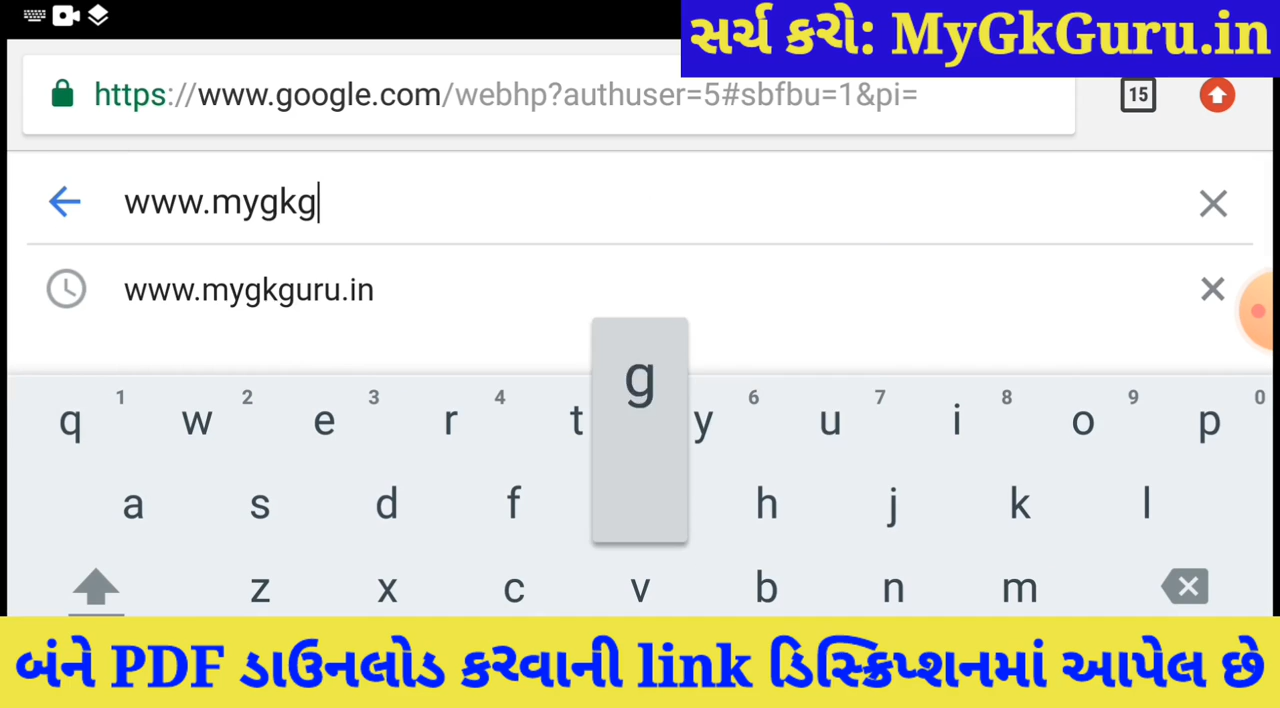 સર્ચ કરો: MyGkGuru.in
https://www.google.com/webhp?authuser=5#sbfbu=1&pi=
15
www.mygkg
www.mygkguru.in
g
1 2 3 4 6 7 8 9 0
q w e r t y u i o p
a s d f h j k l
z x c v b n m
બંને PDF ડાઉનલોડ કરવાની link ડિસ્ક્રિપ્શનમાં આપેલ છે